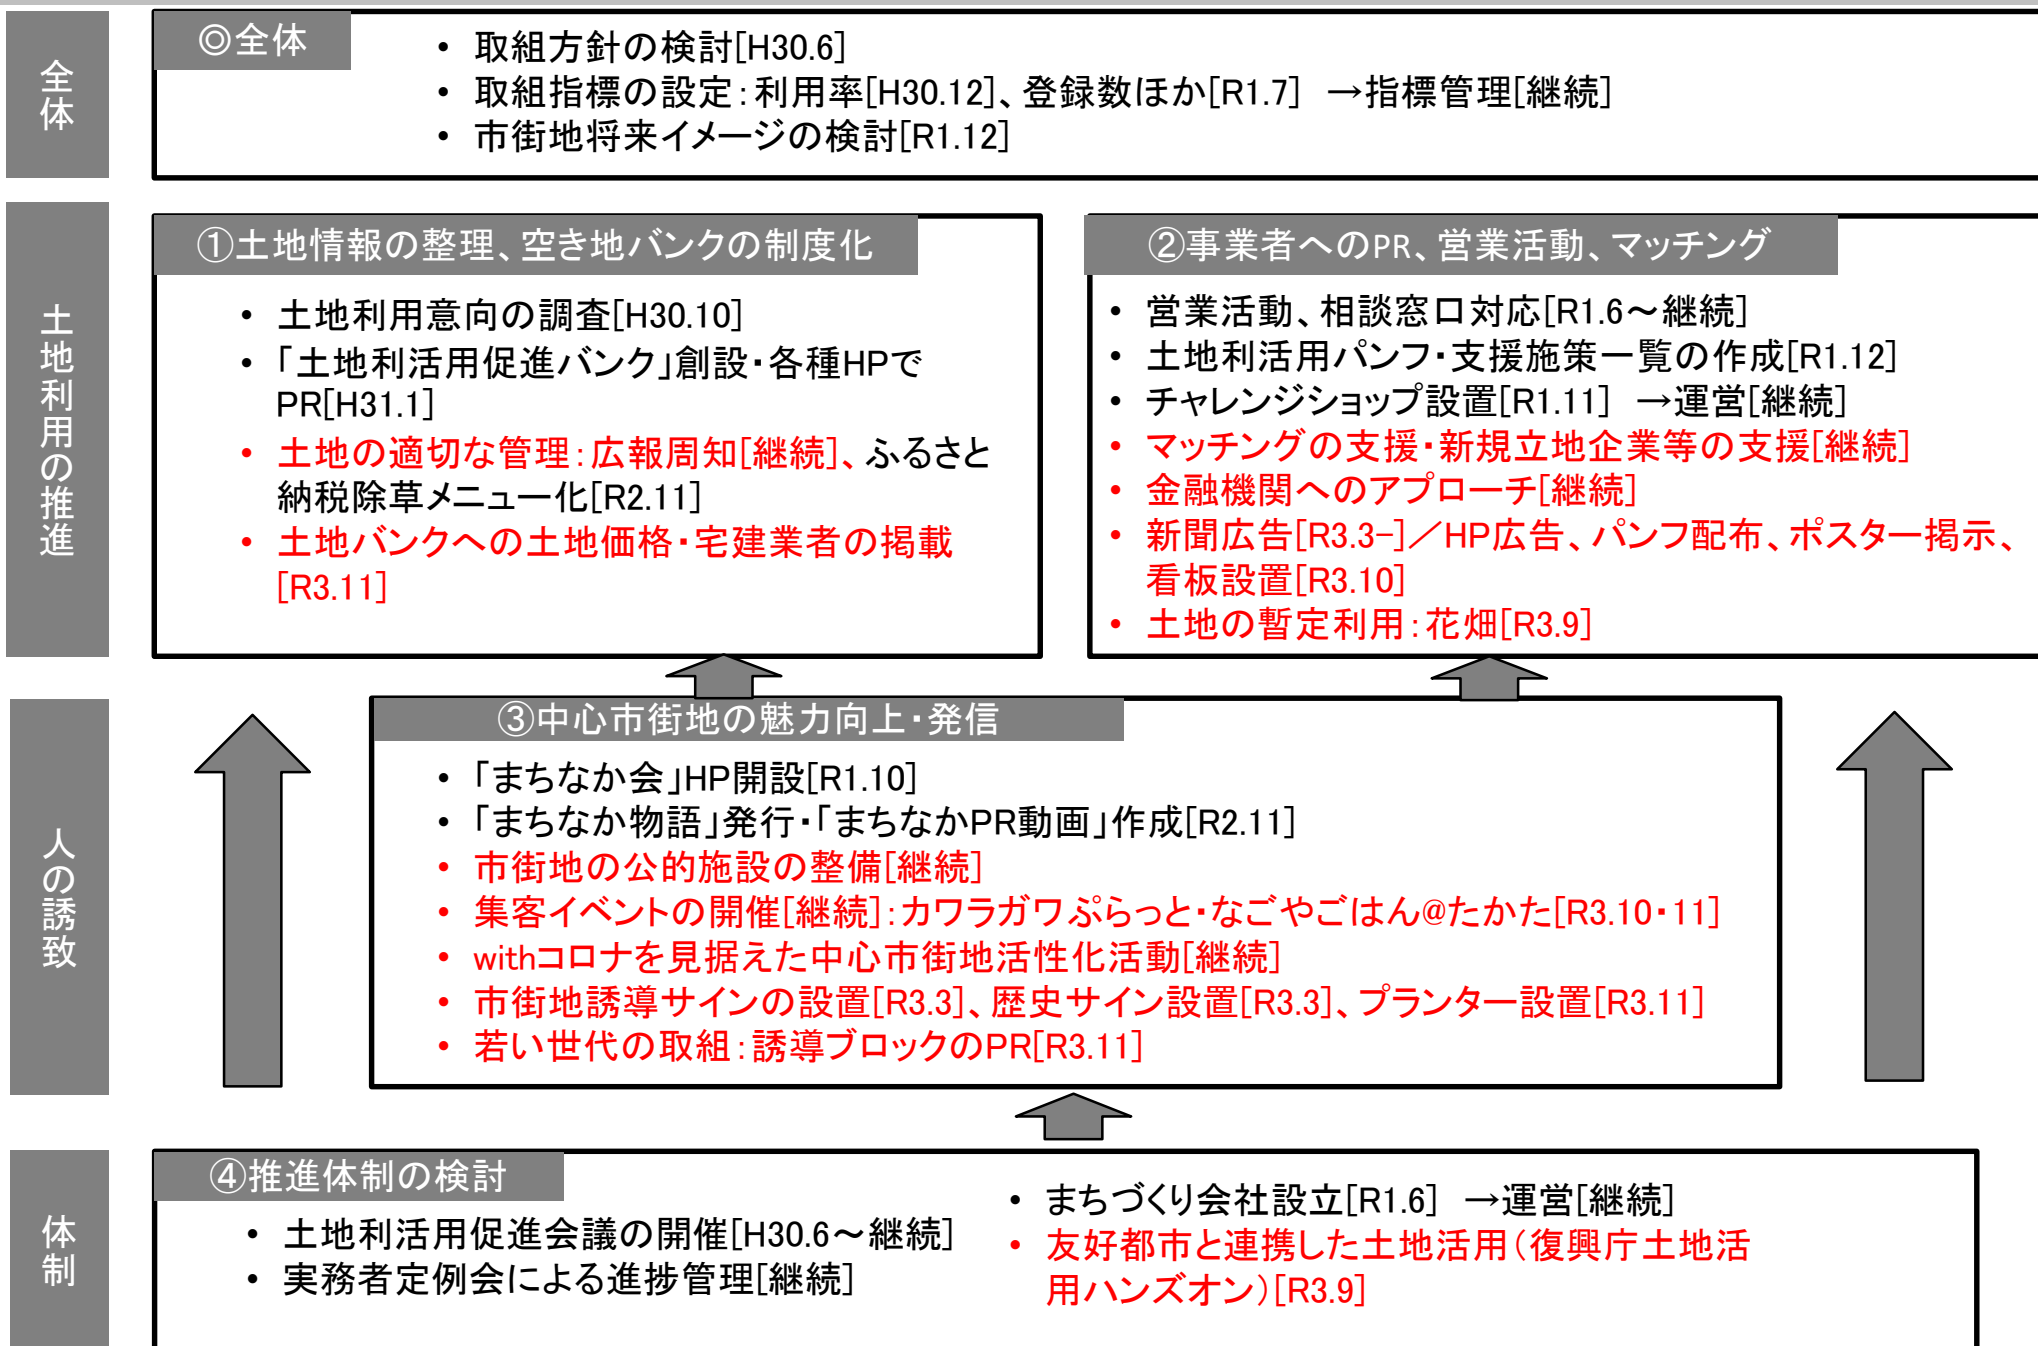 全体
◎全体
• 取組方針の検討[H30.6]
• 取組指標の設定：利用率[H30.12]、登録数ほか[R1.7] →指標管理[継続]
• 市街地将来イメージの検討[R1.12]
土地利用の推進
①土地情報の整理、空き地バンクの制度化
• 土地利用意向の調査[H30.10]
• 「土地利活用促進バンク」創設・各種HPで
PR[H31.1]
• 土地の適切な管理：広報周知[継続]、ふるさと
納税除草メニュー化[R2.11]
• 土地バンクへの土地価格・宅建業者の掲載
[R3.11]
②事業者へのPR、営業活動、マッチング
• 営業活動、相談窓口対応[R1.6～継続]
• 土地利活用パンフ・支援施策一覧の作成[R1.12]
• チャレンジショップ設置[R1.11] →運営[継続]
• マッチングの支援・新規立地企業等の支援[継続]
• 金融機関へのアプローチ[継続]
• 新聞広告[R3.3-]／HP広告、パンフ配布、ポスター掲示、
看板設置[R3.10]
• 土地の暫定利用：花畑[R3.9]
人の誘致
③中心市街地の魅力向上・発信
• 「まちなか会」HP開設[R1.10]
• 「まちなか物語」発行・「まちなかPR動画」作成[R2.11]
• 市街地の公的施設の整備[継続]
• 集客イベントの開催[継続]：カワラガワぷらっと・なごやごはん@たかた[R3.10・11]
• withコロナを見据えた中心市街地活性化活動[継続]
• 市街地誘導サインの設置[R3.3]、歴史サイン設置[R3.3]、プランター設置[R3.11]
• 若い世代の取組：誘導ブロックのPR[R3.11]
体制
④推進体制の検討
• 土地利活用促進会議の開催[H30.6～継続]
• 実務者定例会による進捗管理[継続]
• まちづくり会社設立[R1.6] →運営[継続]
• 友好都市と連携した土地活用（復興庁土地活
用ハンズオン）[R3.9]